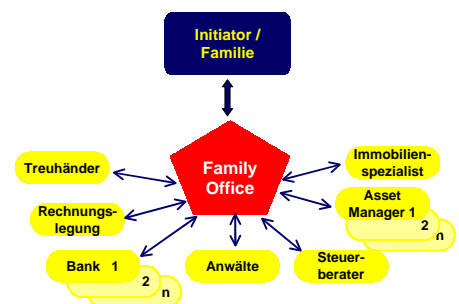 Initiator /
Familie
Family
Office
Treuhänder
Immobilien-
spezialist
Rechnungs-
legung
Asset
Manager 1
2
n
Bank 1
2
n
Anwälte
Steuer-
berater